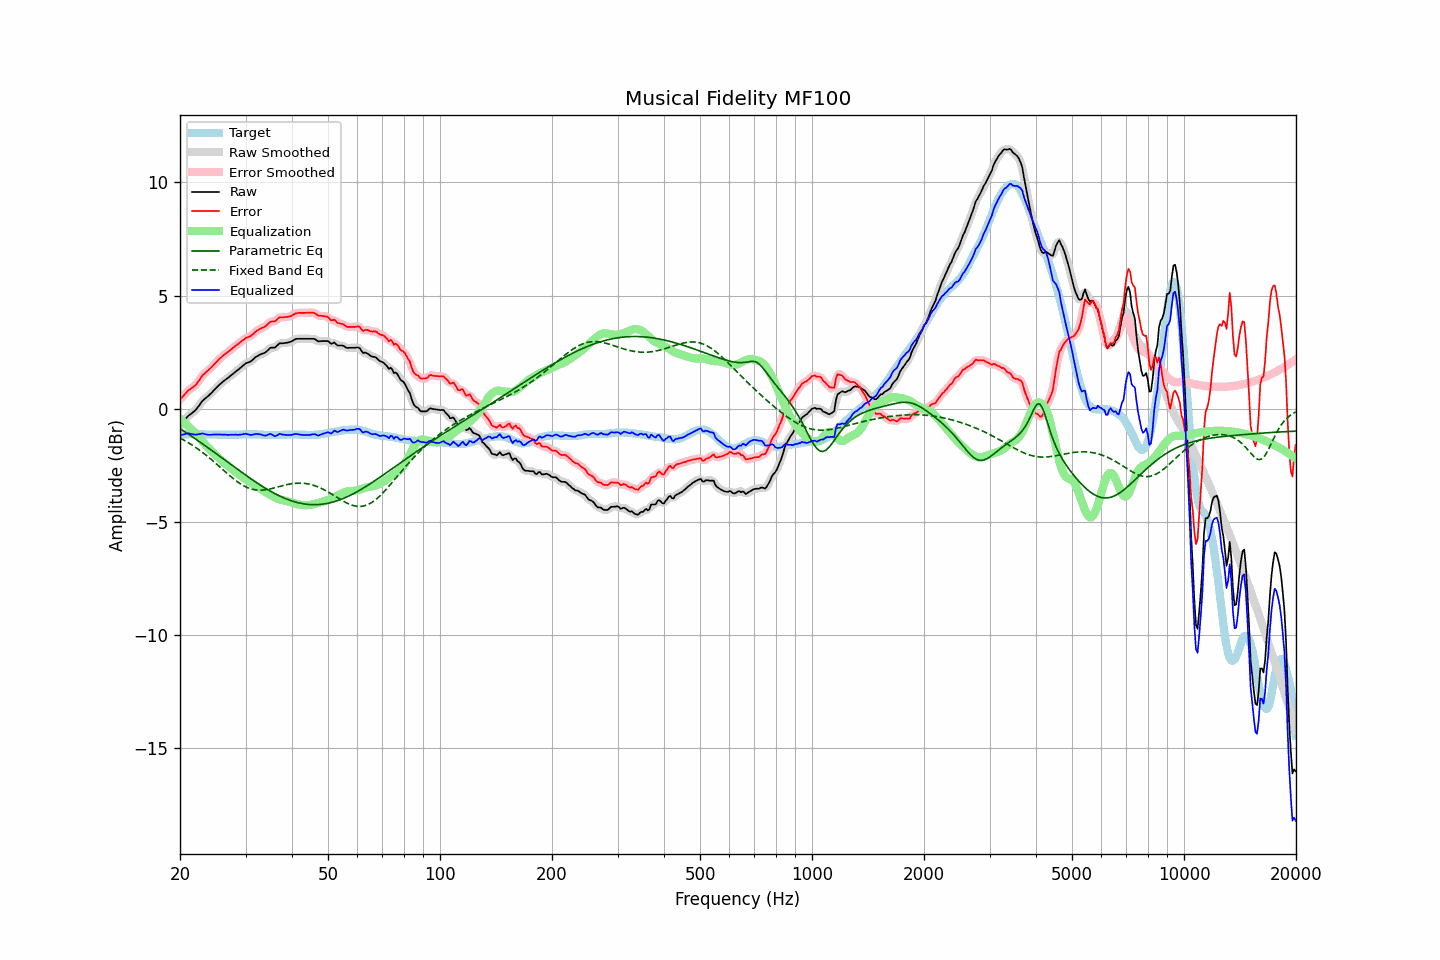 Musical Fidelity MF100
Target
Raw Smoothed
Error Smoothed
Raw
Error
Equalization
Parametric Eq
Fixed Band Eq
Equalized
10
5
0
−5
−10
−15
Amplitude (dBr)
20
50
100
200
500
1000
2000
5000
10000
20000
Frequency (Hz)